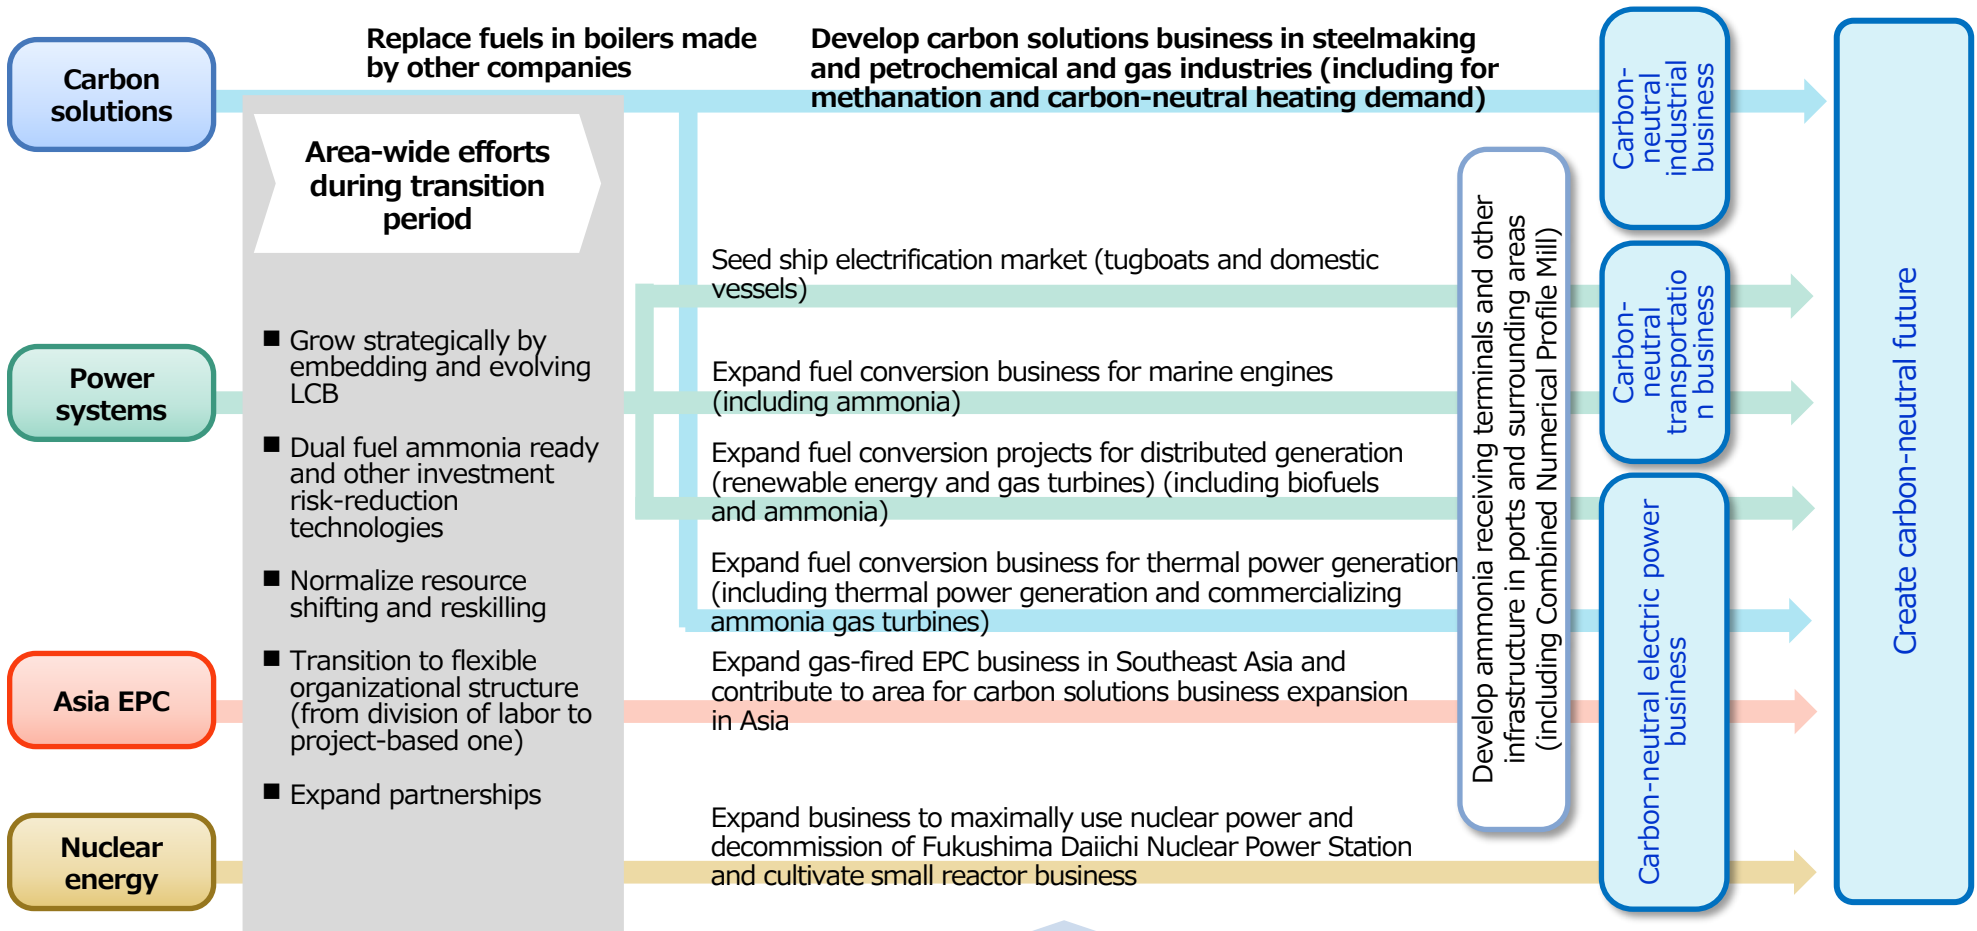 Carbon
solutions
Replace fuels in boilers made
by other companies
Develop carbon solutions business in steelmaking
and petrochemical and gas industries (including for
methanation and carbon-neutral heating demand)
Area-wide efforts
during transition
period
■ Grow strategically by
embedding and evolving
LCB
■ Dual fuel ammonia ready
and other investment
risk-reduction
technologies
■ Normalize resource
shifting and reskilling
■ Transition to flexible
organizational structure
(from division of labor to
project-based one)
■ Expand partnerships
Power
systems
Seed ship electrification market (tugboats and domestic
vessels)
Expand fuel conversion business for marine engines
(including ammonia)
Expand fuel conversion projects for distributed generation
(renewable energy and gas turbines) (including biofuels
and ammonia)
Expand fuel conversion business for thermal power generation
(including thermal power generation and commercializing
ammonia gas turbines)
Asia EPC
Expand gas-fired EPC business in Southeast Asia and
contribute to area for carbon solutions business expansion
in Asia
Nuclear
energy
Expand business to maximally use nuclear power and
decommission of Fukushima Daiichi Nuclear Power Station
and cultivate small reactor business
Develop ammonia receiving terminals and other
infrastructure in ports and surrounding areas
(including Combined Numerical Profile Mill)
Carbon-
neutral
industrial
business
Carbon-
neutral
transportatio
n business
Carbon-neutral electric power
business
Create carbon-neutral future